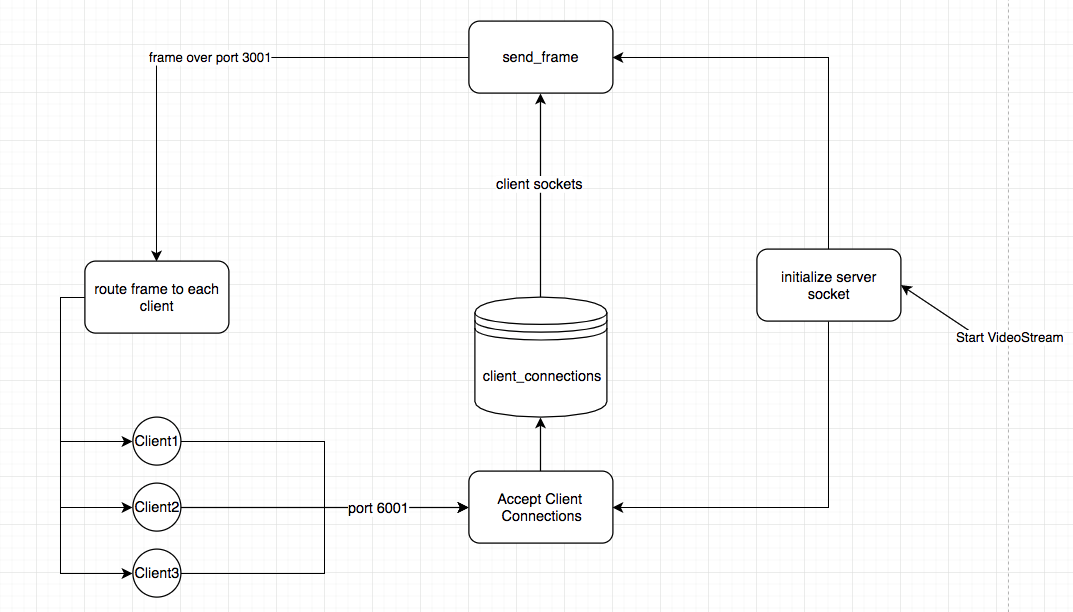 send_frame
frame over port 3001
client sockets
initialize server
socket
route frame to each
client
Start VideoStream
client_connections
Client1
Client2
port 6001
Accept Client
Connections
Client3